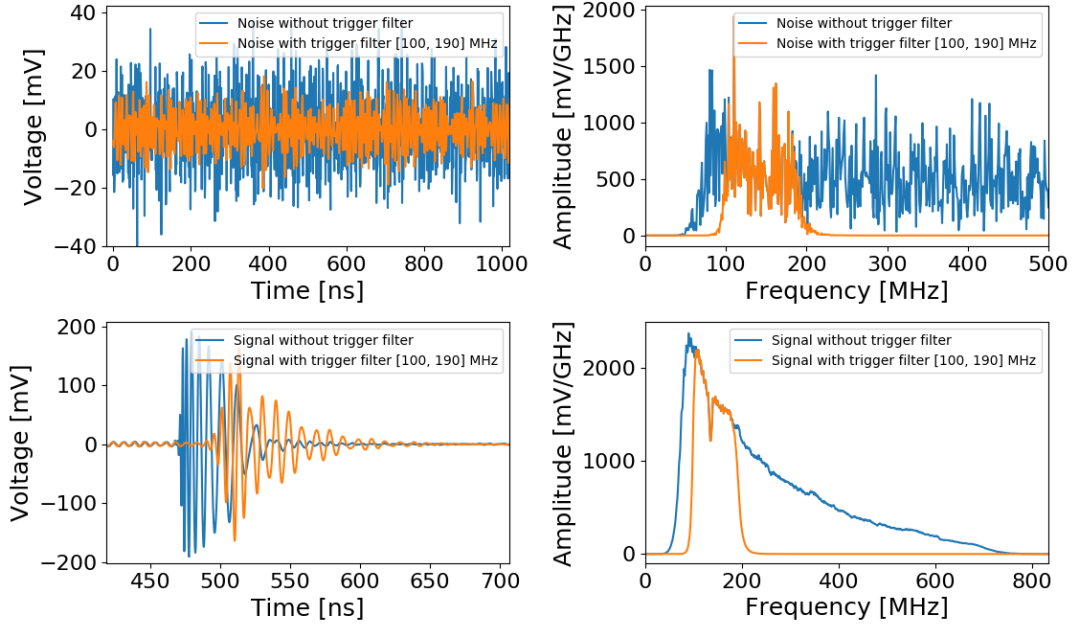 Voltage [mV]
40
20
0
−20
−40
Noise without trigger filter
Noise with trigger filter [100, 190] MHz
0 200 400 600 800 1000
Time [ns]
Amplitude [mV/GHz]
2000
1500
1000
500
0
Noise without trigger filter
Noise with trigger filter [100, 190] MHz
0 100 200 300 400 500
Frequency [MHz]
Voltage [mV]
200
100
0
−100
−200
Signal without trigger filter
Signal with trigger filter [100, 190] MHz
450 500 550 600 650 700
Time [ns]
Amplitude [mV/GHz]
2000
1000
0
Signal without trigger filter
Signal with trigger filter [100, 190] MHz
0 200 400 600 800
Frequency [MHz]